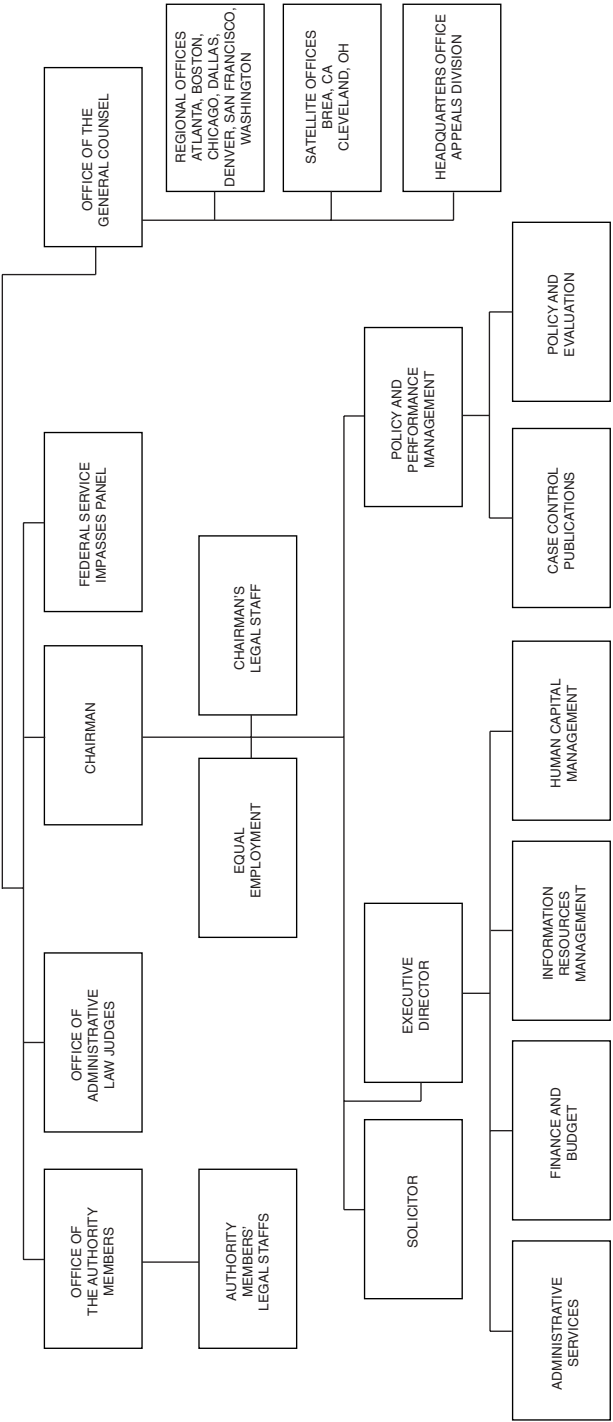 OFFICE OF THE
GENERAL COUNSEL
REGIONAL OFFICES
ATLANTA, BOSTON,
CHICAGO, DALLAS,
DENVER, SAN FRANCISCO,
WASHINGTON
SATELLITE OFFICES
BREA, CA
CLEVELAND, OH
HEADQUARTERS OFFICE
APPEALS DIVISION
OFFICE OF
THE AUTHORITY
MEMBERS
OFFICE OF
ADMINISTRATIVE
LAW JUDGES
CHAIRMAN
FEDERAL SERVICE
IMPASSES PANEL
AUTHORITY
MEMBERS'
LEGAL STAFFS
EQUAL
EMPLOYMENT
CHAIRMAN'S
LEGAL STAFF
SOLICITOR
EXECUTIVE
DIRECTOR
POLICY AND
PERFORMANCE
MANAGEMENT
ADMINISTRATIVE
SERVICES
FINANCE AND
BUDGET
INFORMATION
RESOURCES
MANAGEMENT
HUMAN CAPITAL
MANAGEMENT
CASE CONTROL
PUBLICATIONS
POLICY AND
EVALUATION